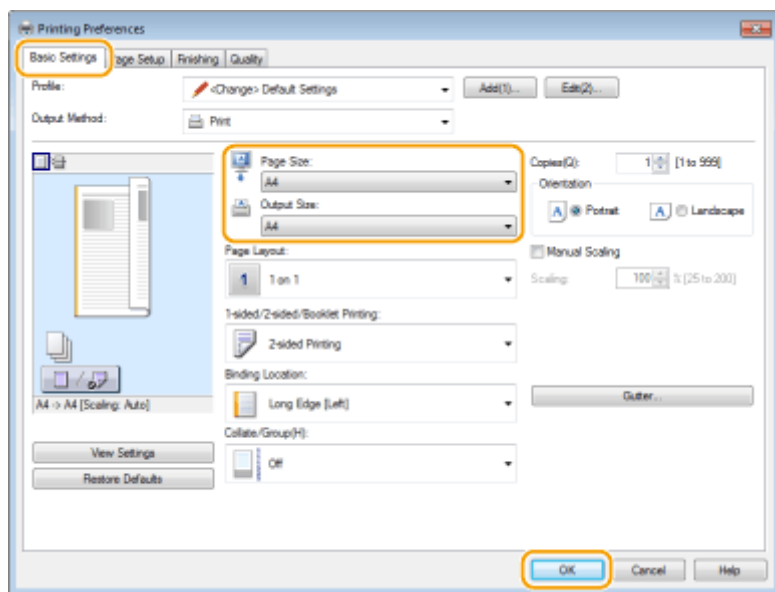 Printing Preferences
Basic Settings Page Setup Finishing Quality
Profile: <Change> Default Settings Add(1)... Edit(2)...
Output Method: Print
Page Size: Copies(Q): 1 [1 to 999]
A4 Orientation
Output Size: A Portrait A Landscape
A4
Page Layout: Manual Scaling
1 1 on 1 Scaling: 100 % [25 to 200]
1-sided/2-sided/Booklet Printing:
2-sided Printing
Binding Location:
A4 -> A4 [Scaling: Auto] Long Edge [Left] Gutter...
Collate/Group(H):
View Settings Off
Restore Defaults
OK Cancel Help